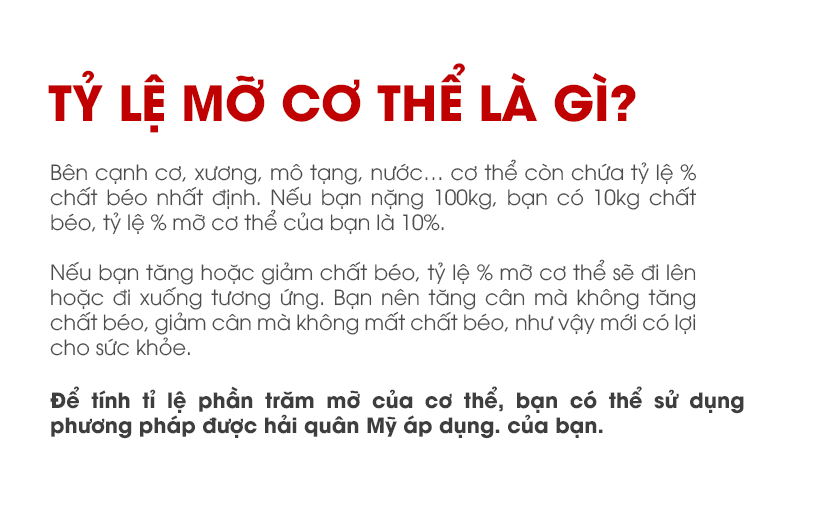 TỶ LỆ MỠ CƠ THỂ LÀ GÌ?
Bên cạnh cơ, xương, mô tạng, nước... cơ thể còn chứa tỷ lệ %
chất béo nhất định. Nếu bạn nặng 100kg, bạn có 10kg chất
béo, tỷ lệ % mỡ cơ thể của bạn là 10%.
Nếu bạn tăng hoặc giảm chất béo, tỷ lệ % mỡ cơ thể sẽ đi lên
hoặc đi xuống tương ứng. Bạn nên tăng cân mà không tăng
chất béo, giảm cân mà không mất chất béo, như vậy mới có lợi
cho sức khỏe.
Để tính tỉ lệ phần trăm mỡ của cơ thể, bạn có thể sử dụng
phương pháp được hải quân Mỹ áp dụng. của bạn.